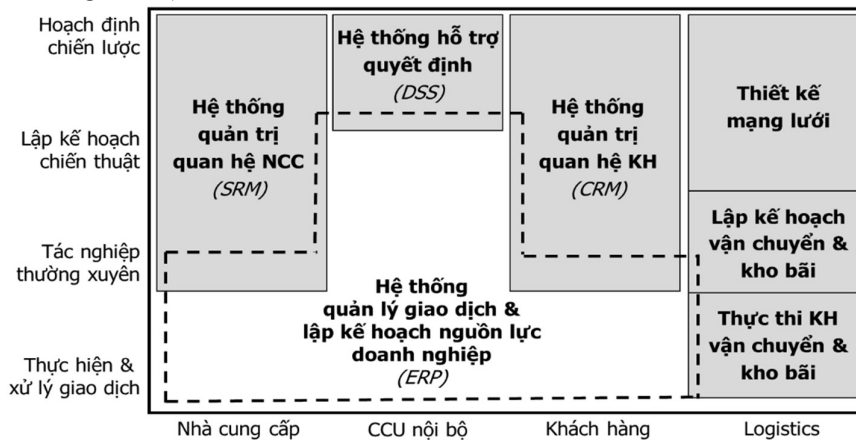 Hoạch định
chiến lược
Lập kế hoạch
chiến thuật
Tác nghiệp
thường xuyên
Thực hiện &
xử lý giao dịch
Hệ thống
quản trị
quan hệ NCC
(SRM)
Hệ thống hỗ trợ
quyết định
(DSS)
Hệ thống
quản trị
quan hệ KH
(CRM)
Thiết kế
mạng lưới
Lập kế hoạch
vận chuyển &
kho bãi
Thực thi KH
vận chuyển &
kho bãi
Hệ thống
quản lý giao dịch &
lập kế hoạch nguồn lực
doanh nghiệp
(ERP)
Nhà cung cấp
CCU nội bộ
Khách hàng
Logistics